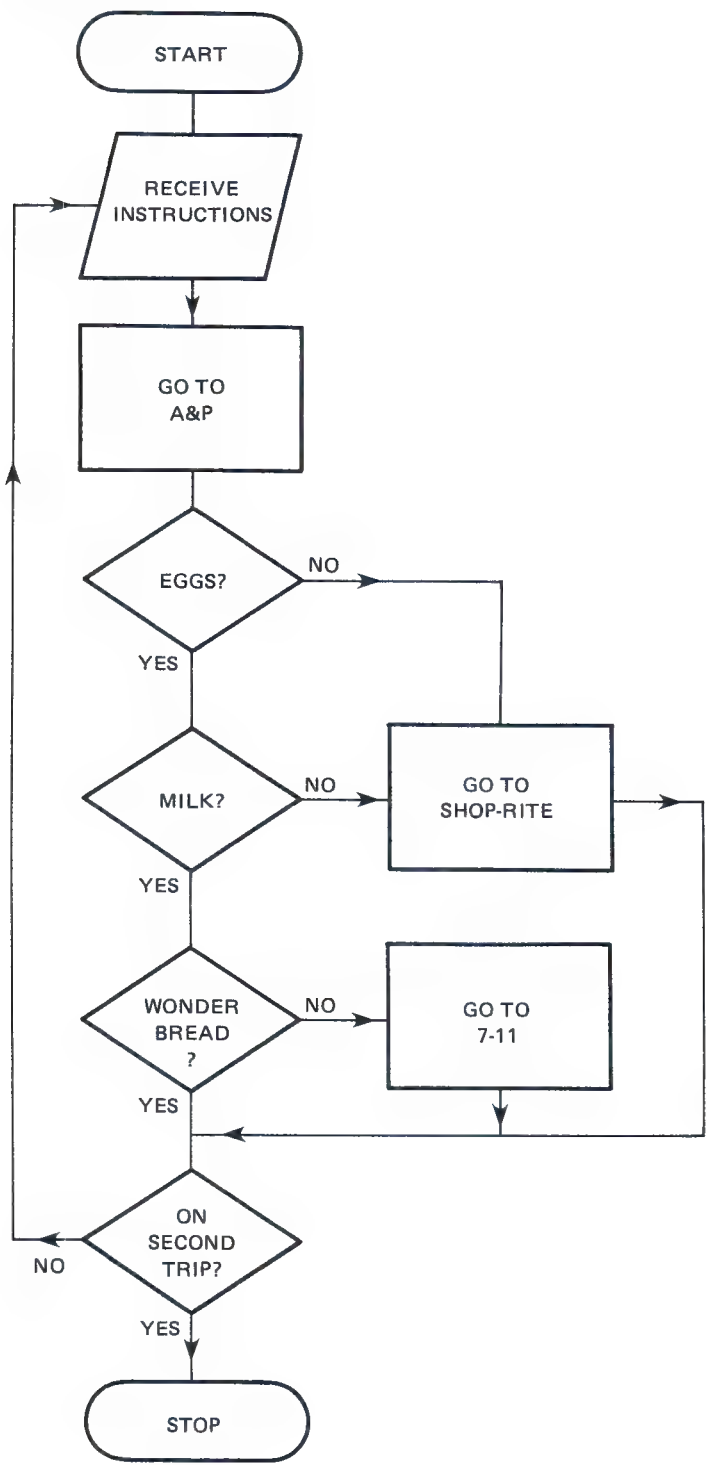 START
RECEIVE
INSTRUCTIONS
GO TO
A&P
EGGS?
NO
YES
MILK?
NO
GO TO
SHOP-RITE
YES
WONDER
BREAD
?
NO
GO TO
7-11
YES
ON
SECOND
TRIP?
NO
YES
STOP